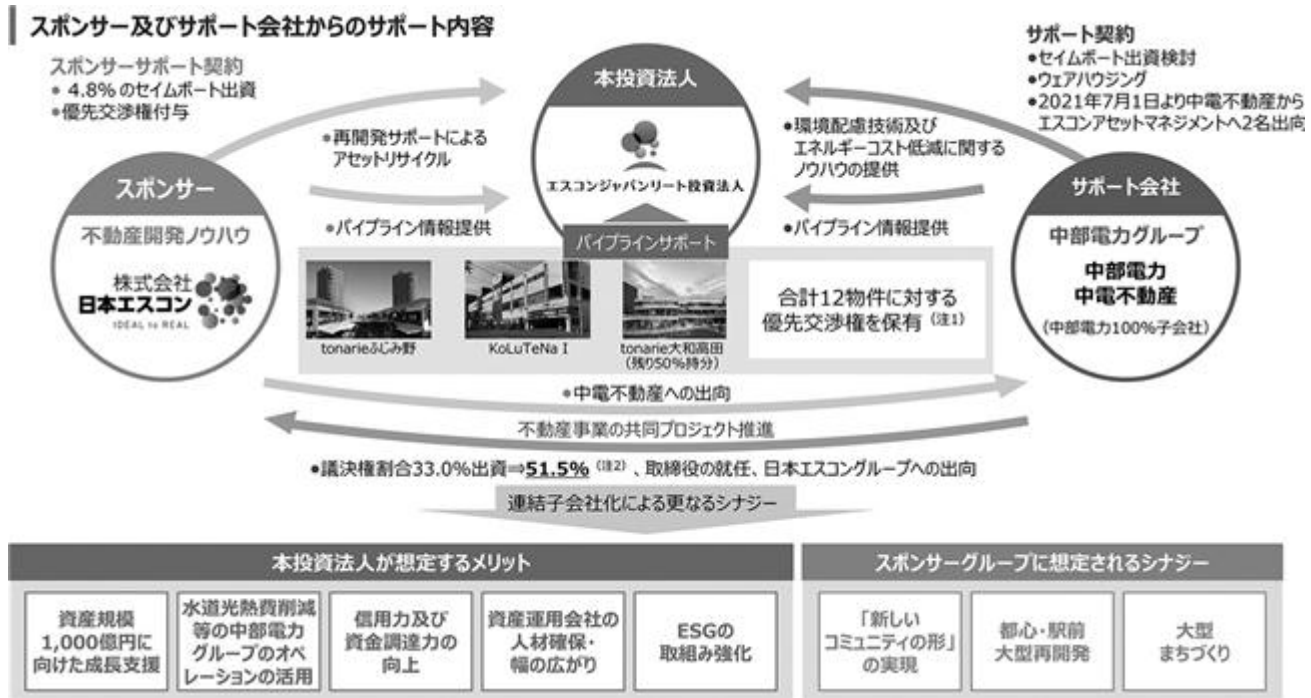 スポンサー及びサポート会社からのサポート内容
スポンサーサポート契約
● 4.8%のセイムボート出資
●優先交渉権付与
サポート契約
●セイムボート出資検討
●ウェアハウジング
●2021年7月1日より中電不動産から
エスコンアセットマネジメントへ2名出向
本投資法人
エスコンジャパンリート投資法人
●再開発サポートによる
アセットリサイクル
●環境配慮技術及び
エネルギーコスト低減に関する
ノウハウの提供
スポンサー
不動産開発ノウハウ
株式会社
日本エスコン
IDEAL to REAL
サポート会社
中部電力グループ
中部電力
中電不動産
(中部電力100%子会社)
●パイプライン情報提供
●パイプライン情報提供
パイプラインサポート
tonarieふじみ野
KoLuTeNa I
tonarie大和高田
(残り50%持分)
合計12物件に対する
優先交渉権を保有 (注1)
●中電不動産への出向
不動産事業の共同プロジェクト推進
●議決権割合33.0%出資⇒51.5% (注2) 、取締役の就任、日本エスコングループへの出向
連結子会社化による更なるシナジー
本投資法人が想定するメリット
資産規模
1,000億円に
向けた成長支援
水道光熱費削減
等の中部電力
グループのオペ
レーションの活用
信用力及び
資金調達力の
向上
資産運用会社の
人材確保・
幅の広がり
ESGの
取組み強化
スポンサーグループに想定されるシナジー
「新しい
コミュニティの形」
の実現
都心・駅前
大型再開発
大型
まちづくり